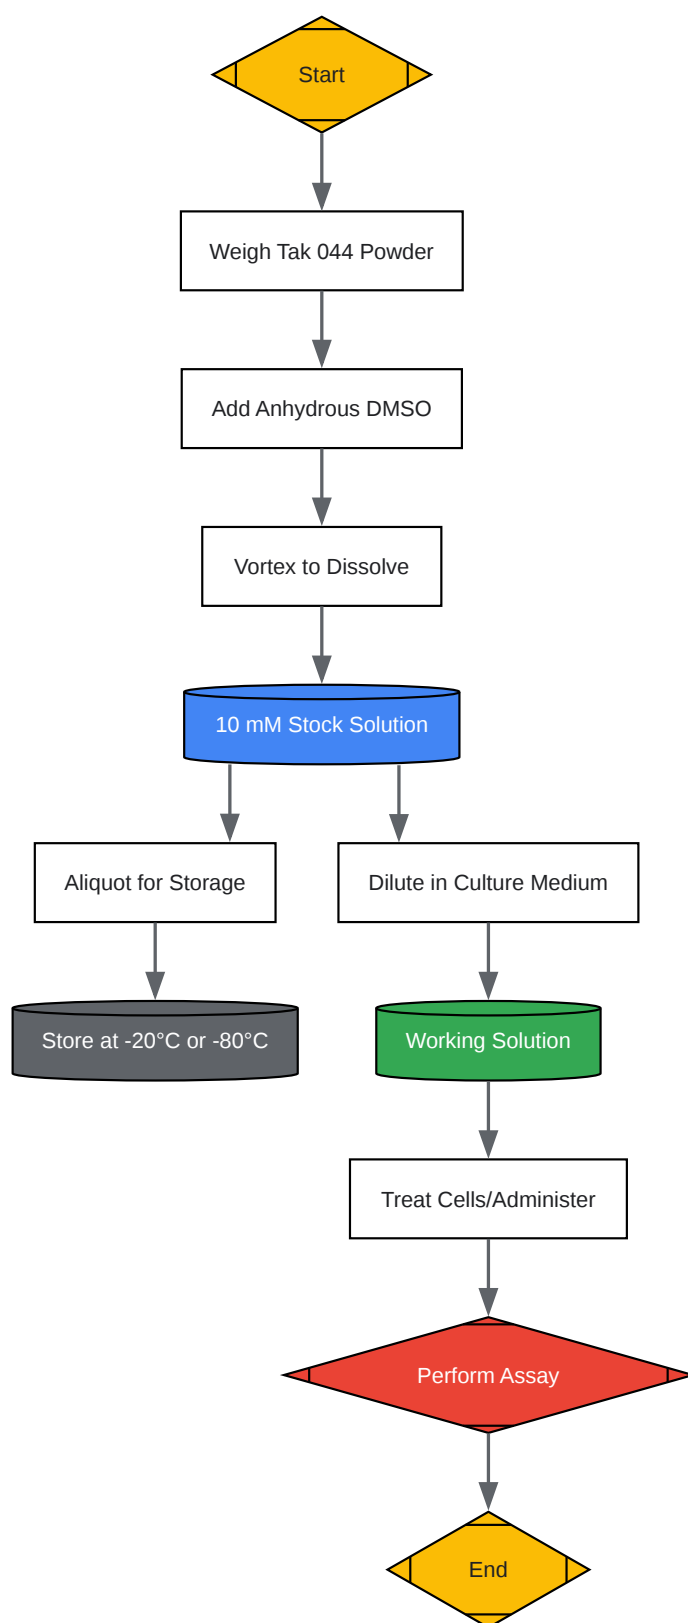 Start
Weigh Tak 044 Powder
Add Anhydrous DMSO
Vortex to Dissolve
10 mM Stock Solution
Aliquot for Storage
Dilute in Culture Medium
Store at -20°C or -80°C
Working Solution
Treat Cells/Administer
Perform Assay
End